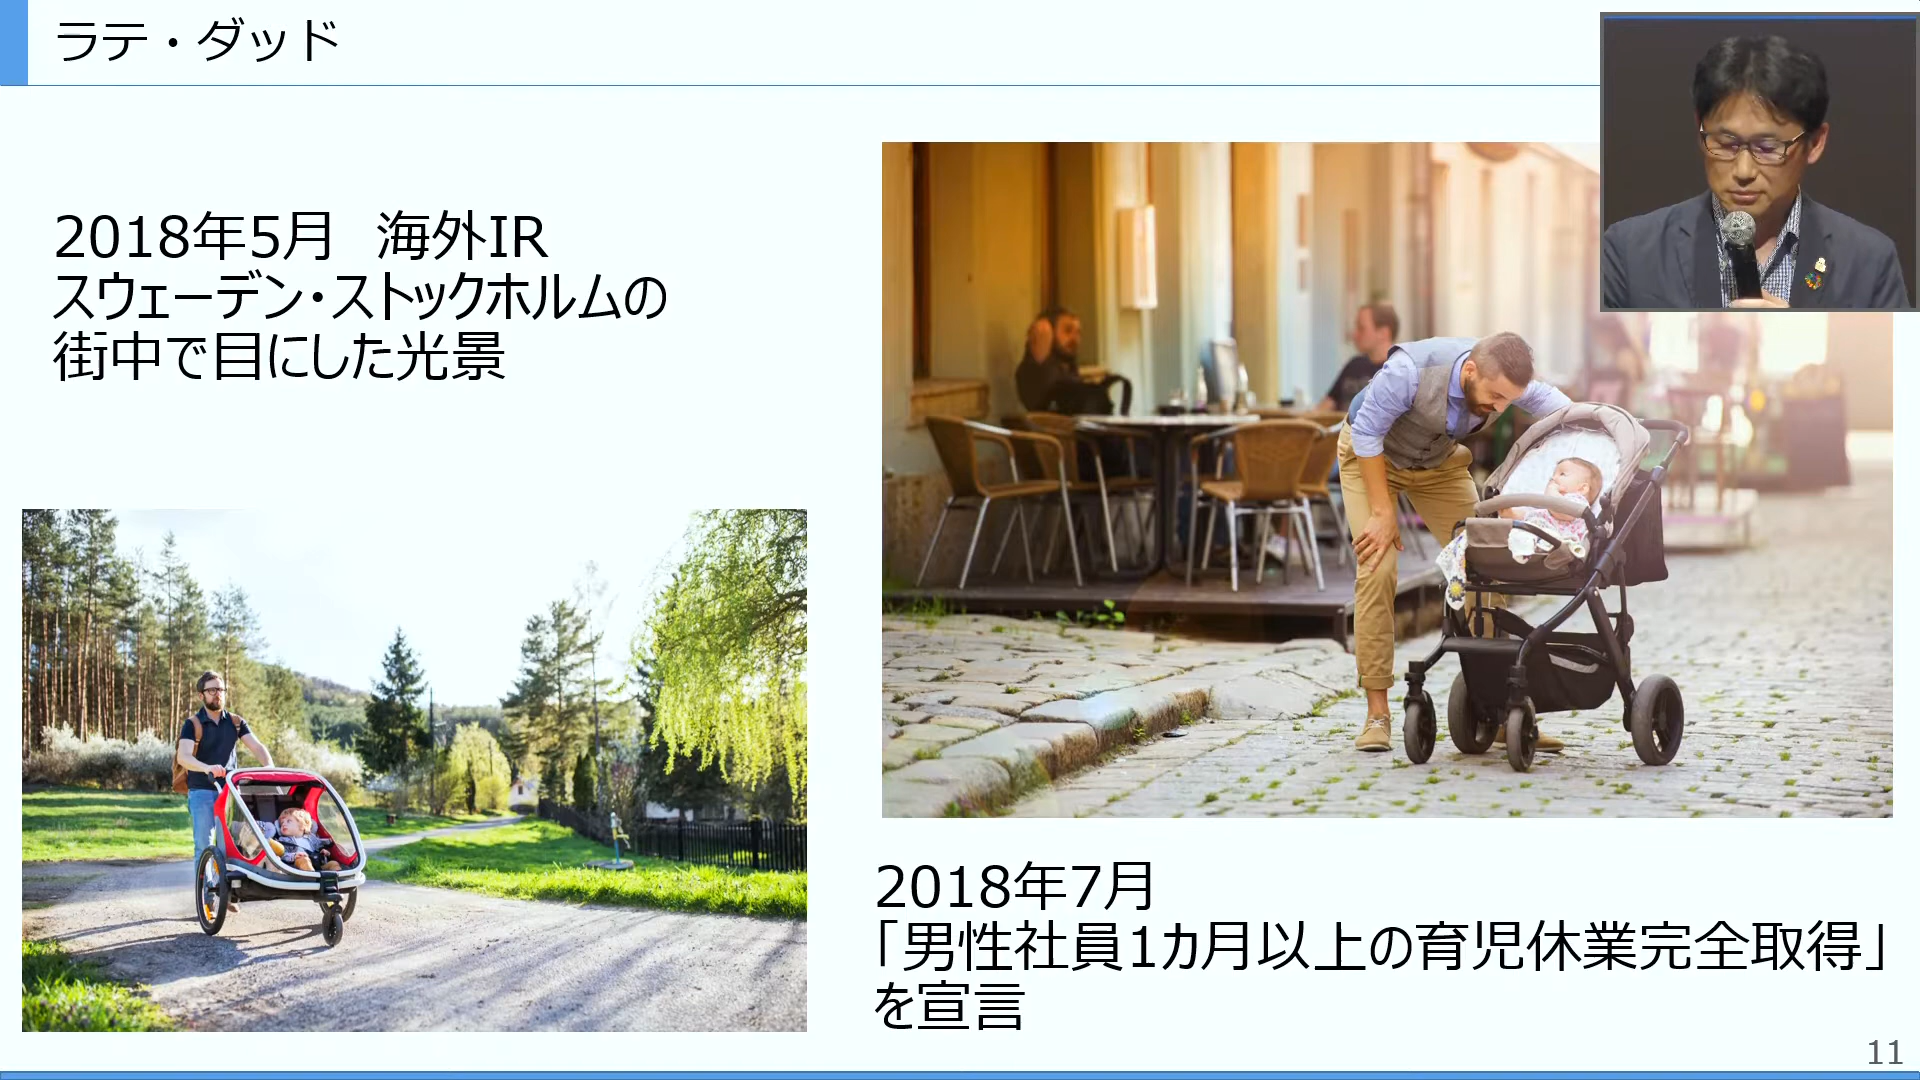 ラテ・ダッド
2018年5月　海外IR
スウェーデン・ストックホルムの
街中で目にした光景
2018年7月
「男性社員1カ月以上の育児休業完全取得」
を宣言
11